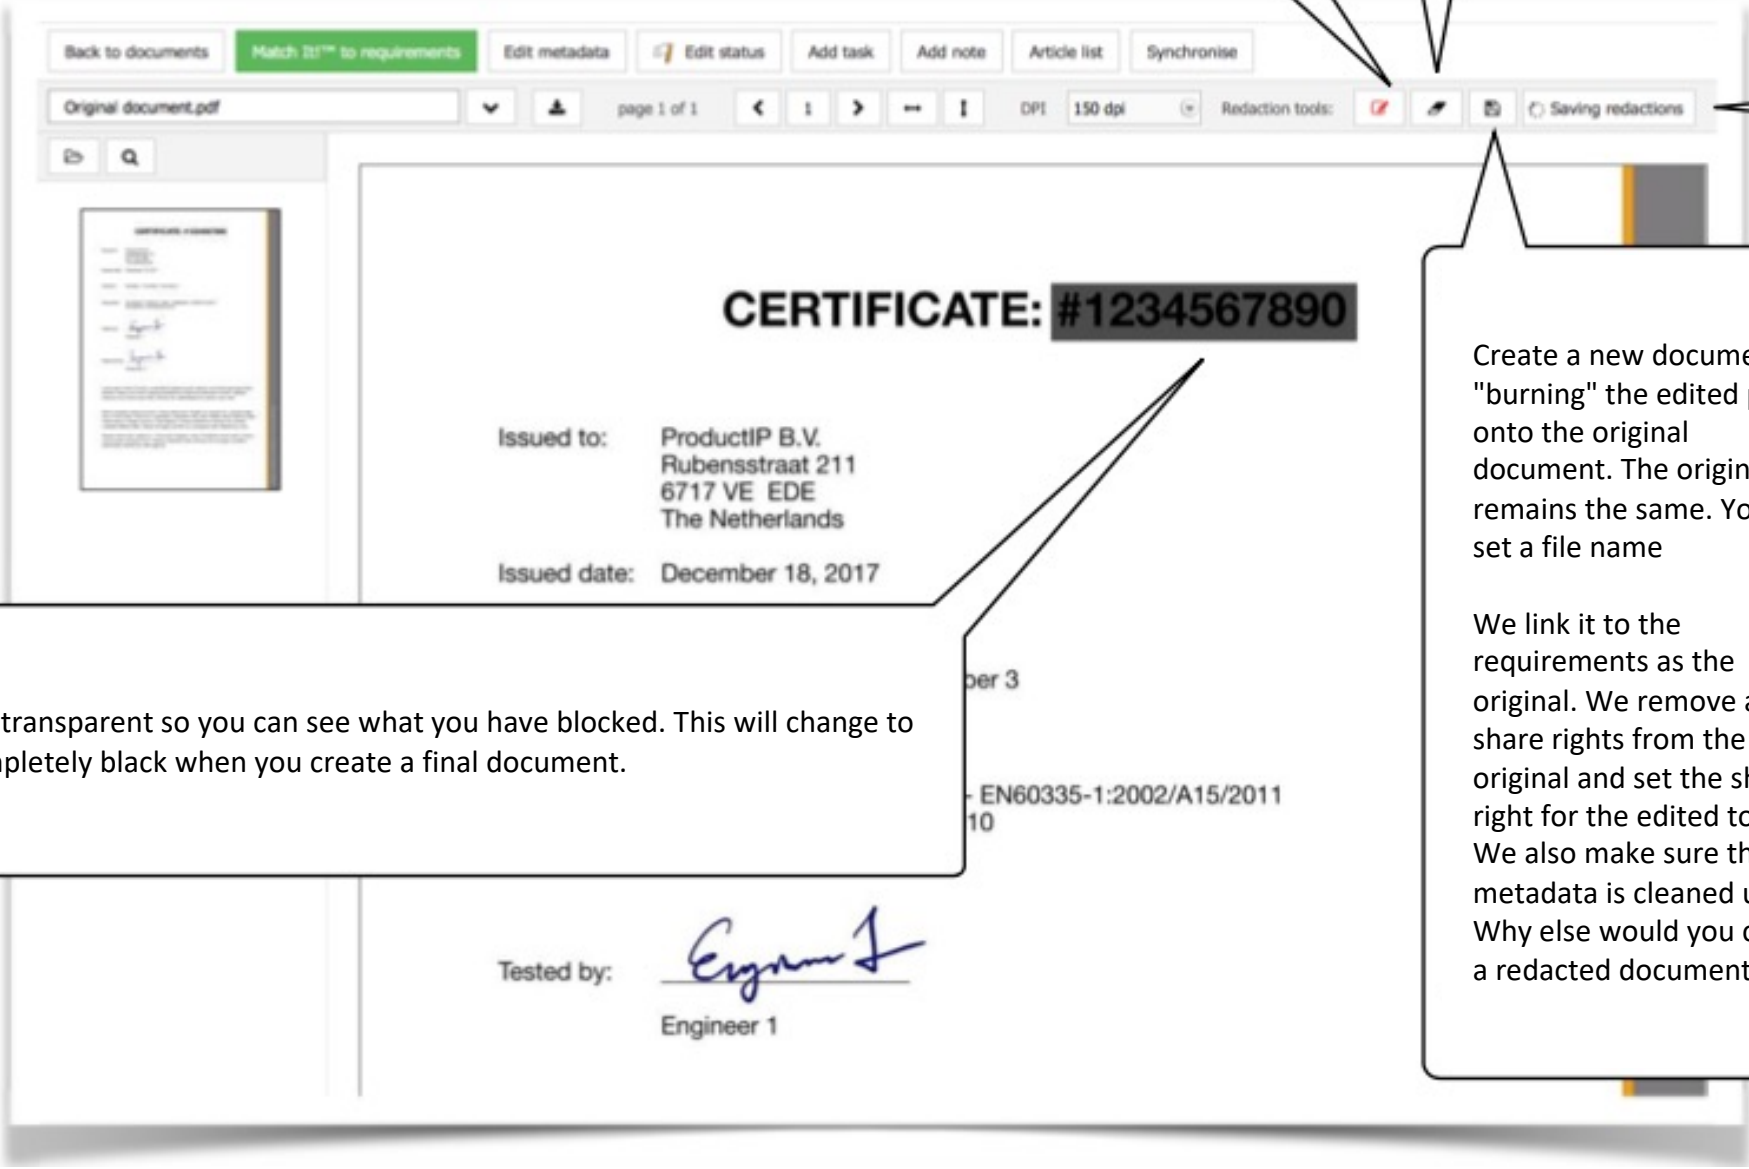 Back to documents Match It!™ to requirements Edit metadata Edit status Add task Add note Article list Synchronise
Original document.pdf page 1 of 1 1 DPI 150 dpi Redaction tools: Saving redactions
CERTIFICATE: #1234567890
Issued to: ProductIP B.V.
Rubensstraat 211
6717 VE EDE
The Netherlands
Issued date: December 18, 2017
ber 3
transparent so you can see what you have blocked. This will change to
pletely black when you create a final document.
- EN60335-1:2002/A15/2011
10
Tested by:
Engineer 1
Create a new docume
"burning" the edited p
onto the original
document. The origin
remains the same. Yo
set a file name
We link it to the
requirements as the
original. We remove a
share rights from the
original and set the sh
right for the edited to
We also make sure th
metadata is cleaned u
Why else would you c
a redacted document